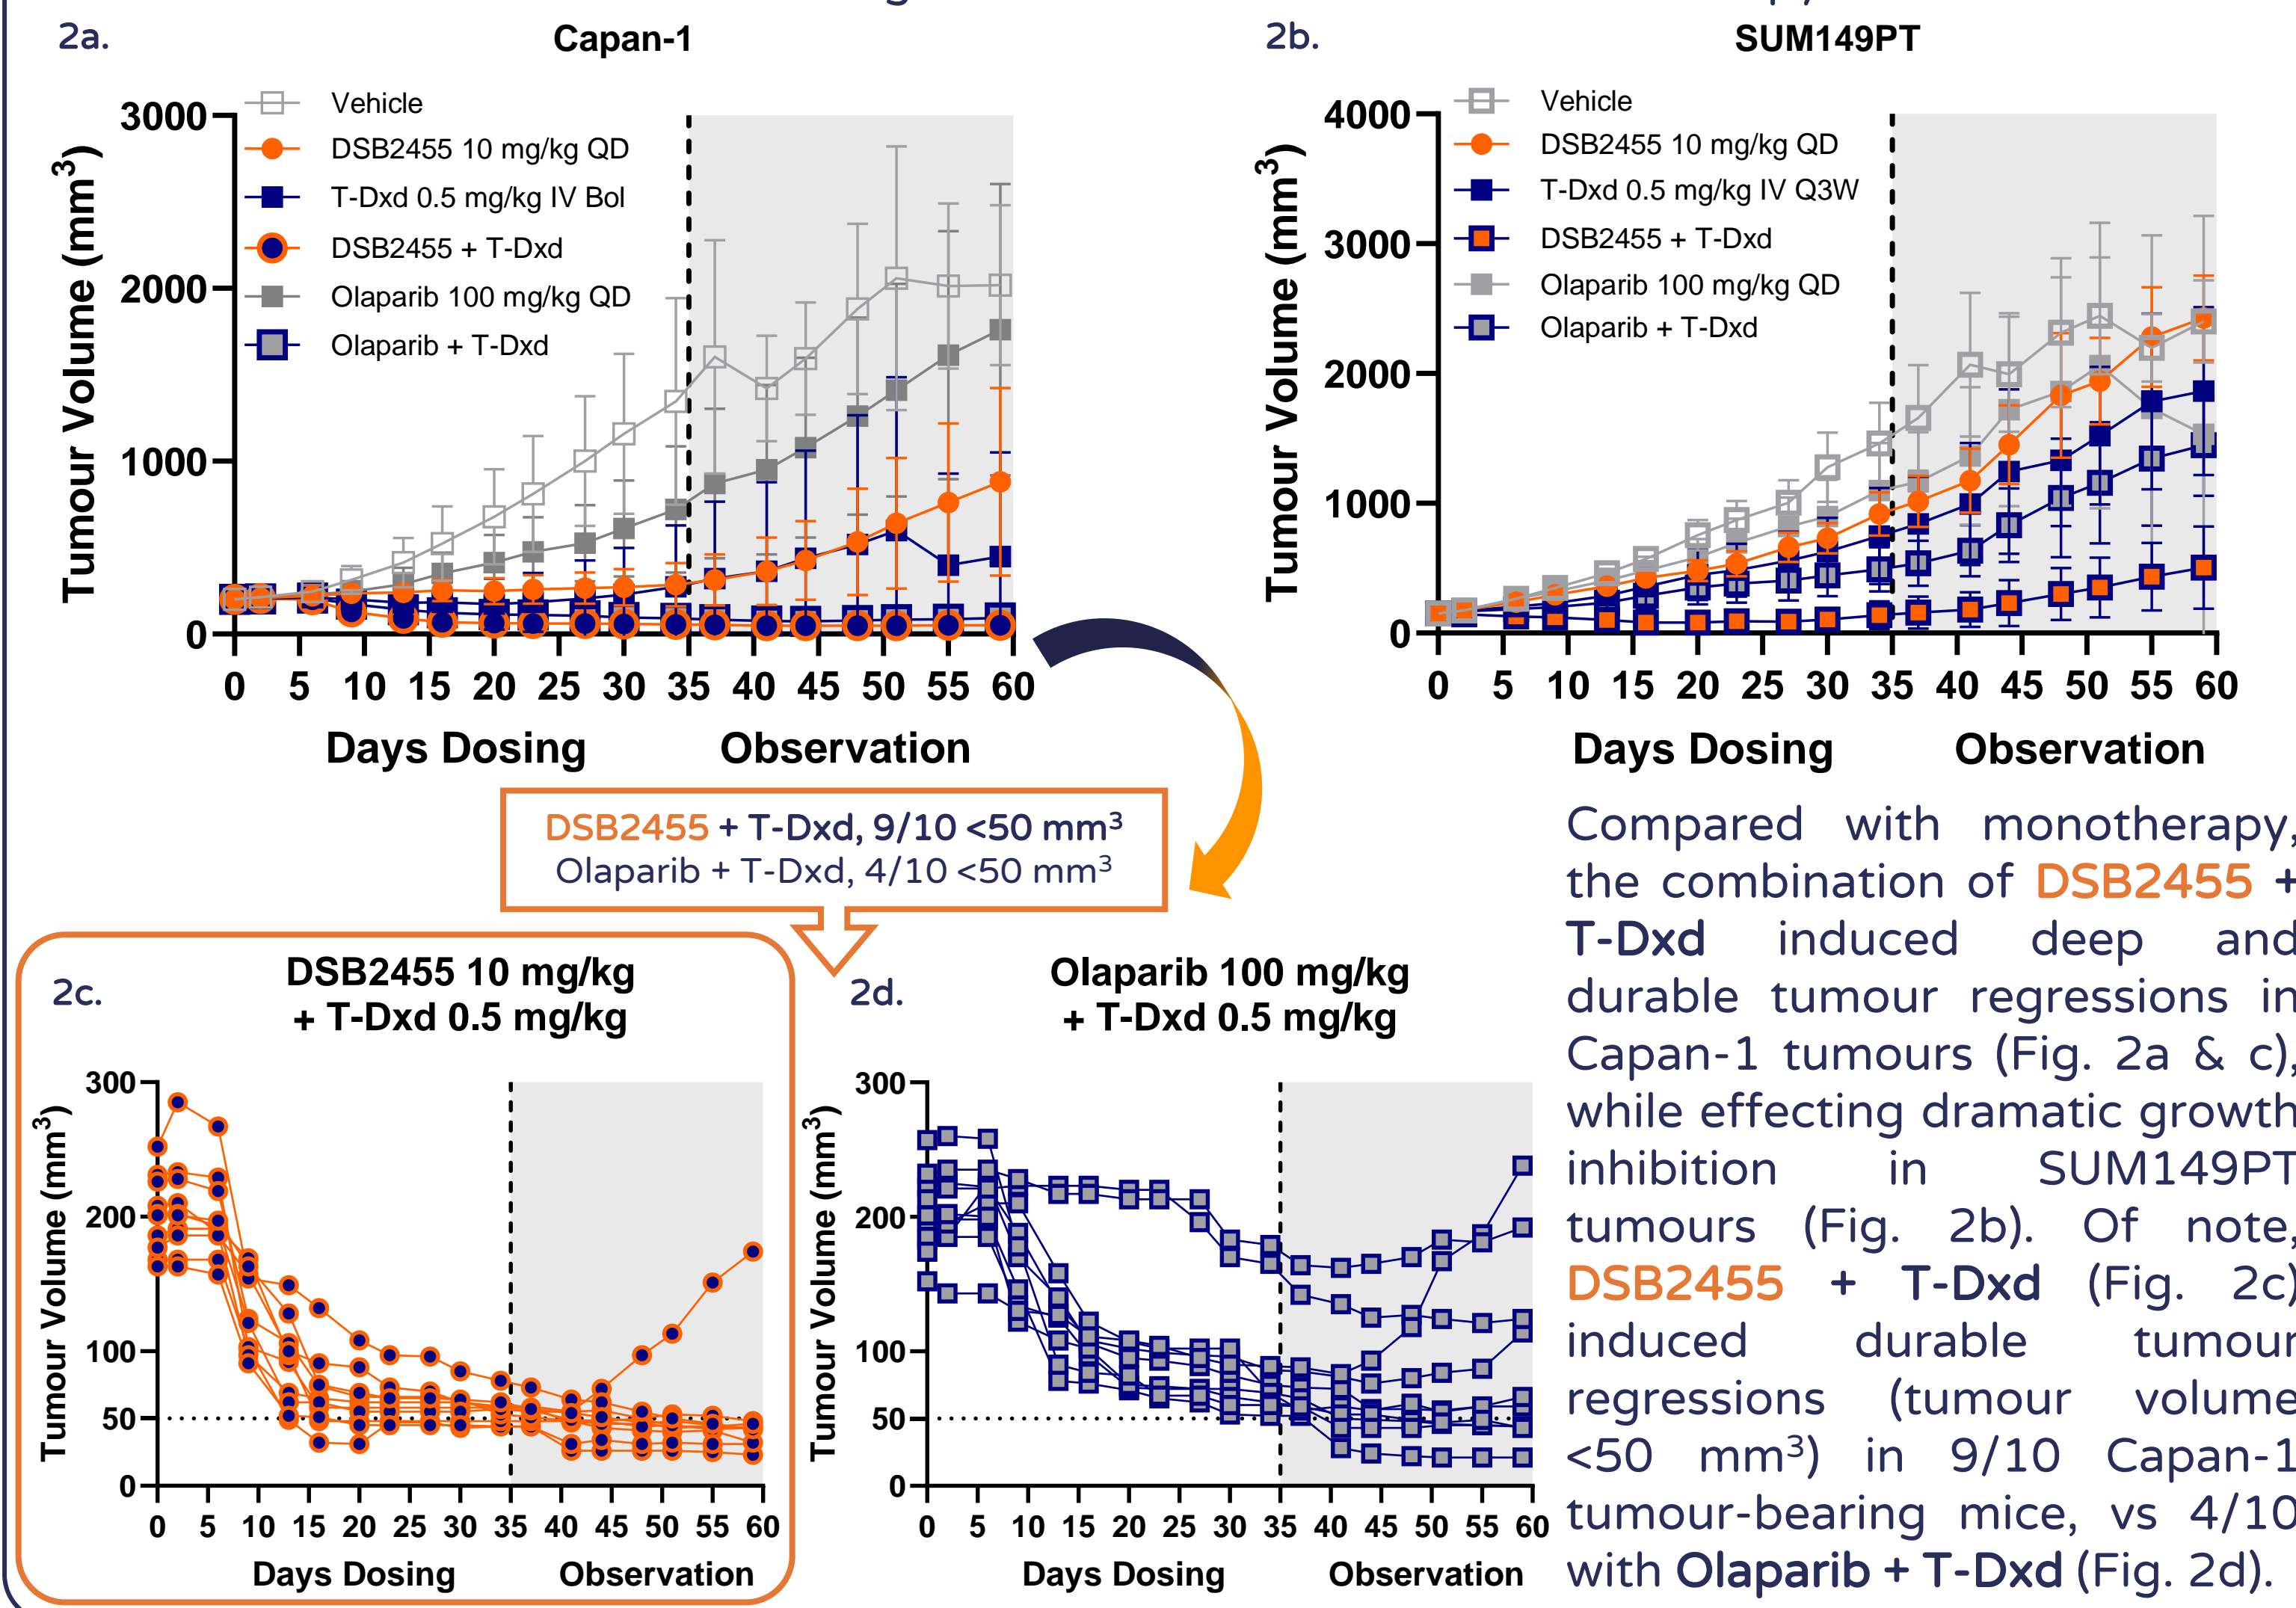 2a.
Capan-1
Tumour Volume (mm³)
3000
2000
1000
0
Vehicle
DSB2455 10 mg/kg QD
T-Dxd 0.5 mg/kg IV Bol
DSB2455 + T-Dxd
Olaparib 100 mg/kg QD
Olaparib + T-Dxd
0 5 10 15 20 25 30 35 40 45 50 55 60
Days Dosing
Observation
2b.
SUM149PT
Tumour Volume (mm³)
4000
3000
2000
1000
0
Vehicle
DSB2455 10 mg/kg QD
T-Dxd 0.5 mg/kg IV Q3W
DSB2455 + T-Dxd
Olaparib 100 mg/kg QD
Olaparib + T-Dxd
0 5 10 15 20 25 30 35 40 45 50 55 60
Days Dosing
Observation
DSB2455 + T-Dxd, 9/10 <50 mm³
Olaparib + T-Dxd, 4/10 <50 mm³
2c.
DSB2455 10 mg/kg
+ T-Dxd 0.5 mg/kg
Tumour Volume (mm³)
300
200
100
50
0
0 5 10 15 20 25 30 35 40 45 50 55 60
Days Dosing
Observation
2d.
Olaparib 100 mg/kg
+ T-Dxd 0.5 mg/kg
Tumour Volume (mm³)
300
200
100
50
0
0 5 10 15 20 25 30 35 40 45 50 55 60
Days Dosing
Observation
Compared with monotherapy,
the combination of DSB2455 +
T-Dxd induced deep and
durable tumour regressions in
Capan-1 tumours (Fig. 2a & c),
while effecting dramatic growth
inhibition in SUM149PT
tumours (Fig. 2b). Of note,
DSB2455 + T-Dxd (Fig. 2c)
induced durable tumour
regressions (tumour volume
<50 mm³) in 9/10 Capan-1
tumour-bearing mice, vs 4/10
with Olaparib + T-Dxd (Fig. 2d).